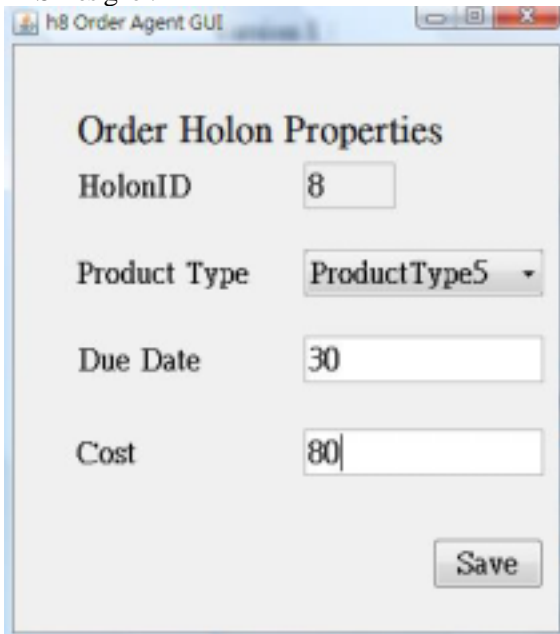 h8 Order Agent GUI
Order Holon Properties
HolonID 8
Product Type ProductType5
Due Date 30
Cost 80
Save